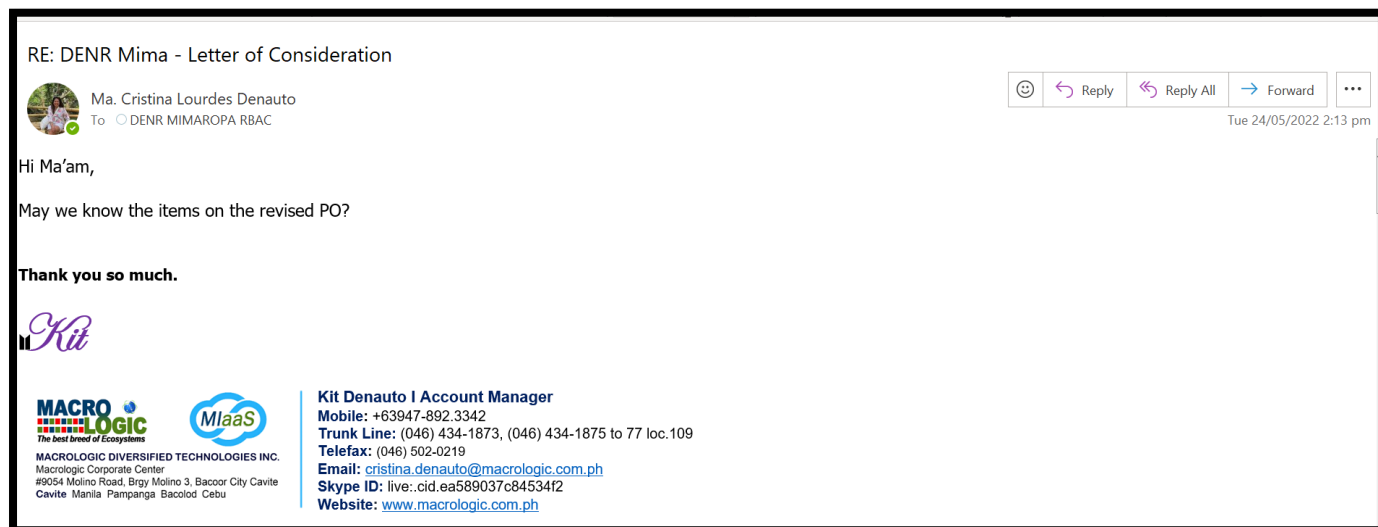 RE: DENR Mima - Letter of Consideration
Ma. Cristina Lourdes Denauto
To DENR MIMAROPA RBAC
Reply
Reply All
Forward
Tue 24/05/2022 2:13 pm
Hi Ma'am,
May we know the items on the revised PO?
Thank you so much.
Kit
MACRO
LOGIC
The best breed of Ecosystems
MIaaS
MACROLOGIC DIVERSIFIED TECHNOLOGIES INC.
Macrologic Corporate Center
#9054 Molino Road, Brgy Molino 3, Bacoor City Cavite
Cavite Manila Pampanga Bacolod Cebu
Kit Denauto I Account Manager
Mobile: +63947-892.3342
Trunk Line: (046) 434-1873, (046) 434-1875 to 77 loc.109
Telefax: (046) 502-0219
Email: cristina.denauto@macrologic.com.ph
Skype ID: live:.cid.ea589037c84534f2
Website: www.macrologic.com.ph